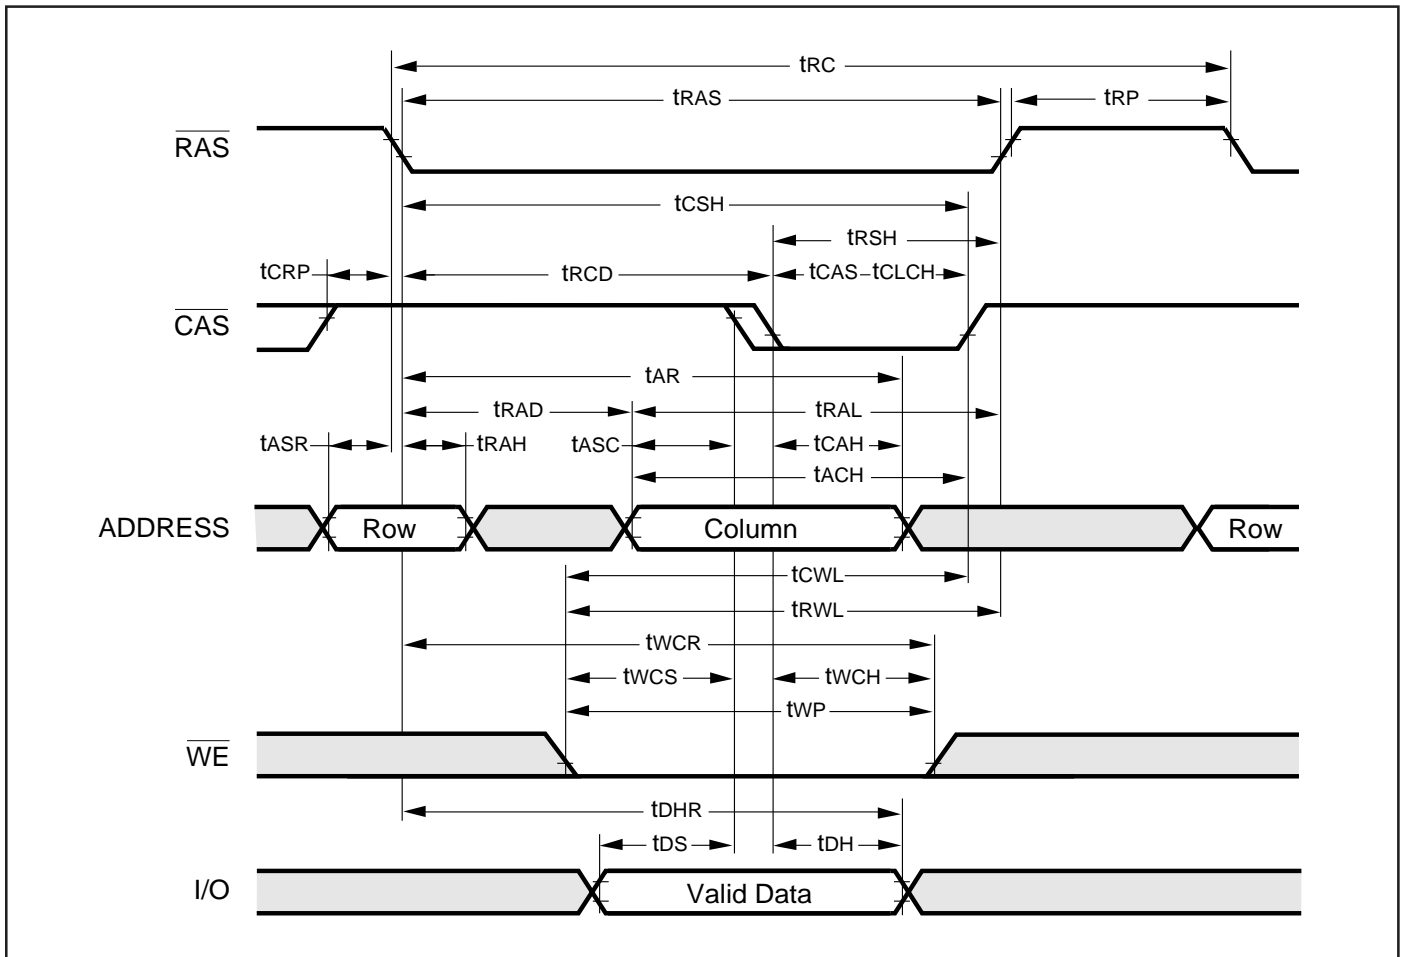 tRC
tRAS
tRP
RAS
tCSH
tRSH
tCRP
tRCD
tCAS tCLCH
CAS
tAR
tRAD
tRAL
tASR
tRAH
tASC
tCAH
tACH
ADDRESS
Row
Column
Row
tCWL
tRWL
tWCR
tWCS
tWCH
tWP
WE
tDHR
tDS
tDH
I/O
Valid Data